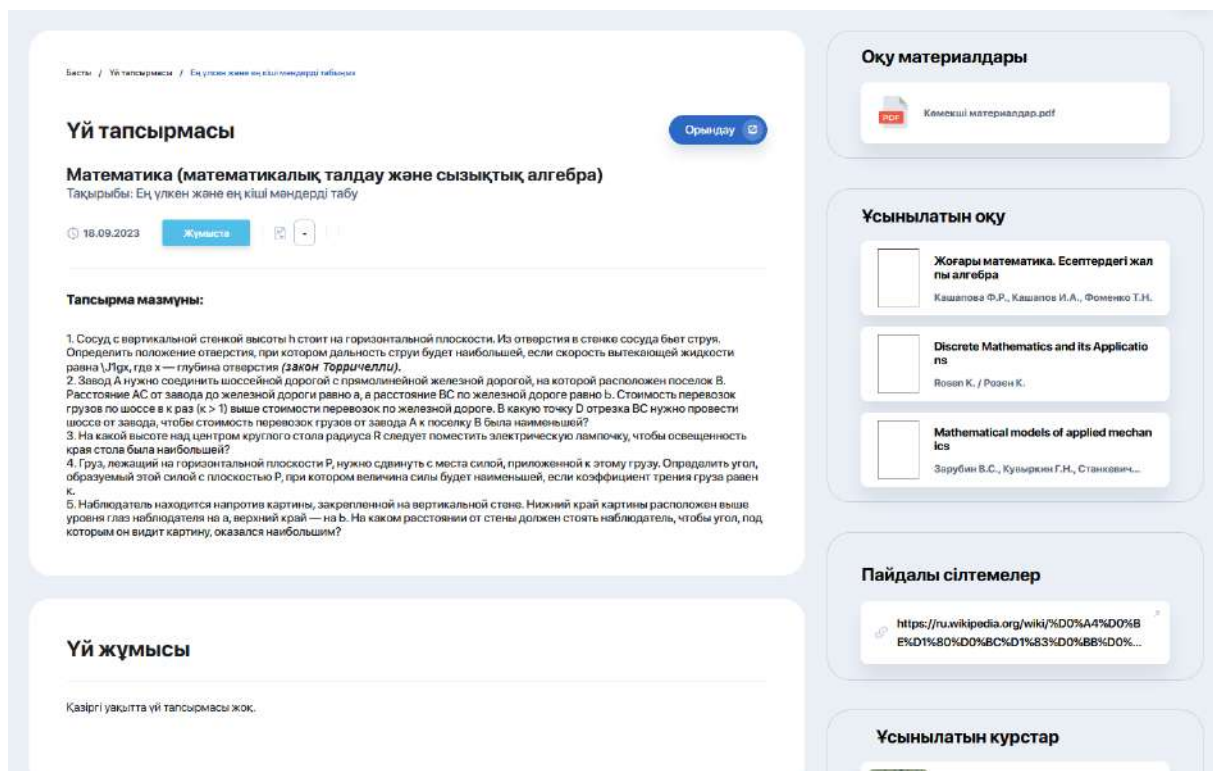 Басты / Үй тапсырмасы / Ең үлкен және ең кіші мәндерді табыңыз
Үй тапсырмасы
Орындау
Математика (математикалық талдау және сызықтық алгебра)
Тақырыбы: Ең үлкен және ең кіші мәндерді табу
18.09.2023
Жұмыста
-
Тапсырма мазмұны:
1. Сосуд с вертикальной стенкой высоты h стоит на горизонтальной плоскости. Из отверстия в стенке сосуда бьет струя.
Определить положение отверстия, при котором дальность струи будет наибольшей, если скорость вытекающей жидкости
равна \J1gx, где x — глубина отверстия (закон Торричелли).
2. Завод А нужно соединить шоссейной дорогой с прямолинейной железной дорогой, на которой расположен поселок В.
Расстояние АС от завода до железной дороги равно а, а расстояние ВС по железной дороге равно Ь. Стоимость перевозок
грузов по шоссе в к раз (к > 1) выше стоимости перевозок по железной дороге. В какую точку D отрезка ВС нужно провести
шоссе от завода, чтобы стоимость перевозок грузов от завода А к поселку В была наименьшей?
3. На какой высоте над центром круглого стола радиуса R следует поместить электрическую лампочку, чтобы освещенность
края стола была наибольшей?
4. Груз, лежащий на горизонтальной плоскости Р, нужно сдвинуть с места силой, приложенной к этому грузу. Определить угол,
образуемый этой силой с плоскостью Р, при котором величина силы будет наименьшей, если коэффициент трения груза равен
к.
5. Наблюдатель находится напротив картины, закрепленной на вертикальной стене. Нижний край картины расположен выше
уровня глаз наблюдателя на а, верхний край — на Ь. На каком расстоянии от стены должен стоять наблюдатель, чтобы угол, под
которым он видит картину, оказался наибольшим?
Үй жұмысы
Қазіргі уақытта үй тапсырмасы жоқ.
Оқу материалдары
PDF
Көмекші материалдар.pdf
Ұсынылатын оқу
Жоғары математика. Есептердегі жал
пы алгебра
Кашапова Ф.Р., Кашапов И.А., Фоменко Т.Н.
Discrete Mathematics and its Applicatio
ns
Rosen K. / Розен К.
Mathematical models of applied mechan
ics
Зарубин В.С., Кувыркин Г.Н., Станкевич...
Пайдалы сілтемелер
https://ru.wikipedia.org/wiki/%D0%A4%D0%B
E%D1%80%D0%BC%D1%83%D0%BB%D0%...
Ұсынылатын курстар